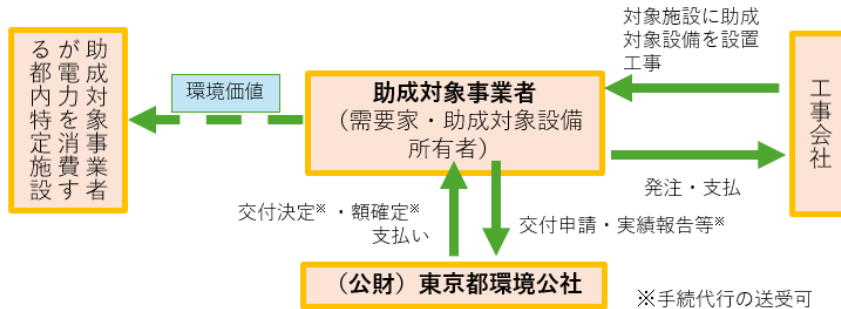 助成対象事業者
が電力を消費す
る都内特定施設
環境価値
助成対象事業者
（需要家・助成対象設備
所有者）
対象施設に助成
対象設備を設置
工事
工事会社
発注・支払
交付決定※・額確定※
支払い
交付申請・実績報告等※
（公財）東京都環境公社
※手続代行の送受可